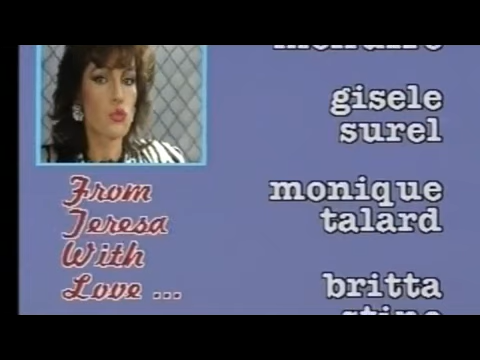 From
Teresa
With
Love ...
gisele
surel
monique
talard
britta